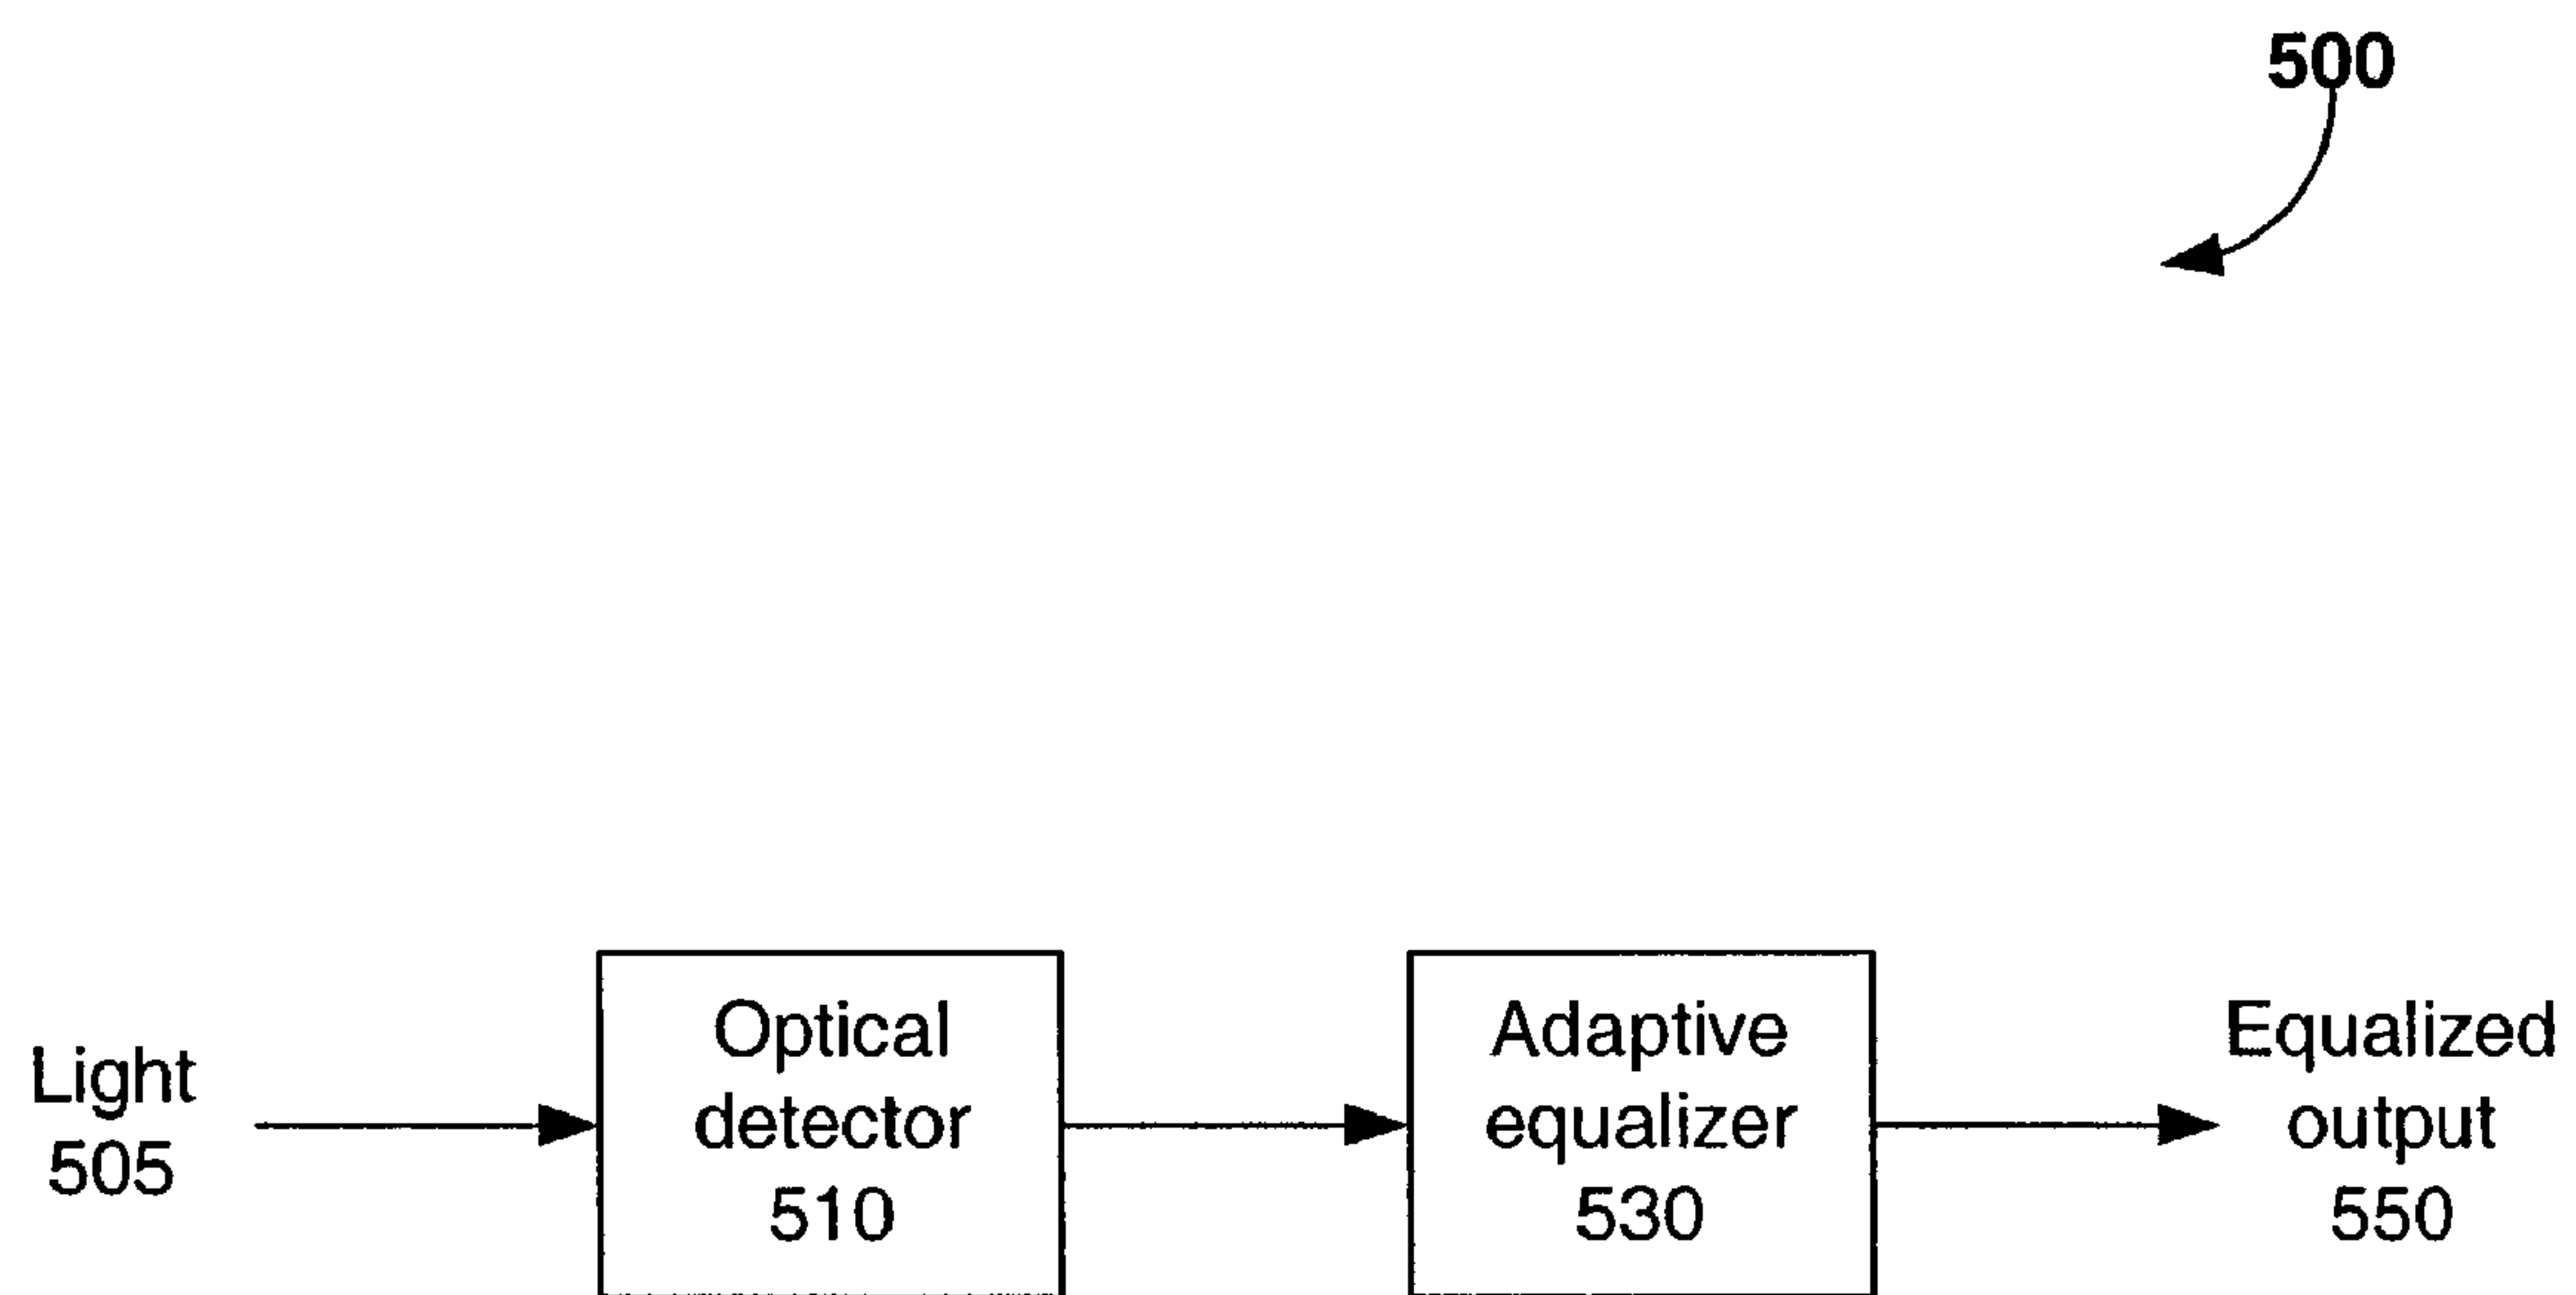 500
Light
505
Optical
detector
510
Adaptive
equalizer
530
Equalized
output
550